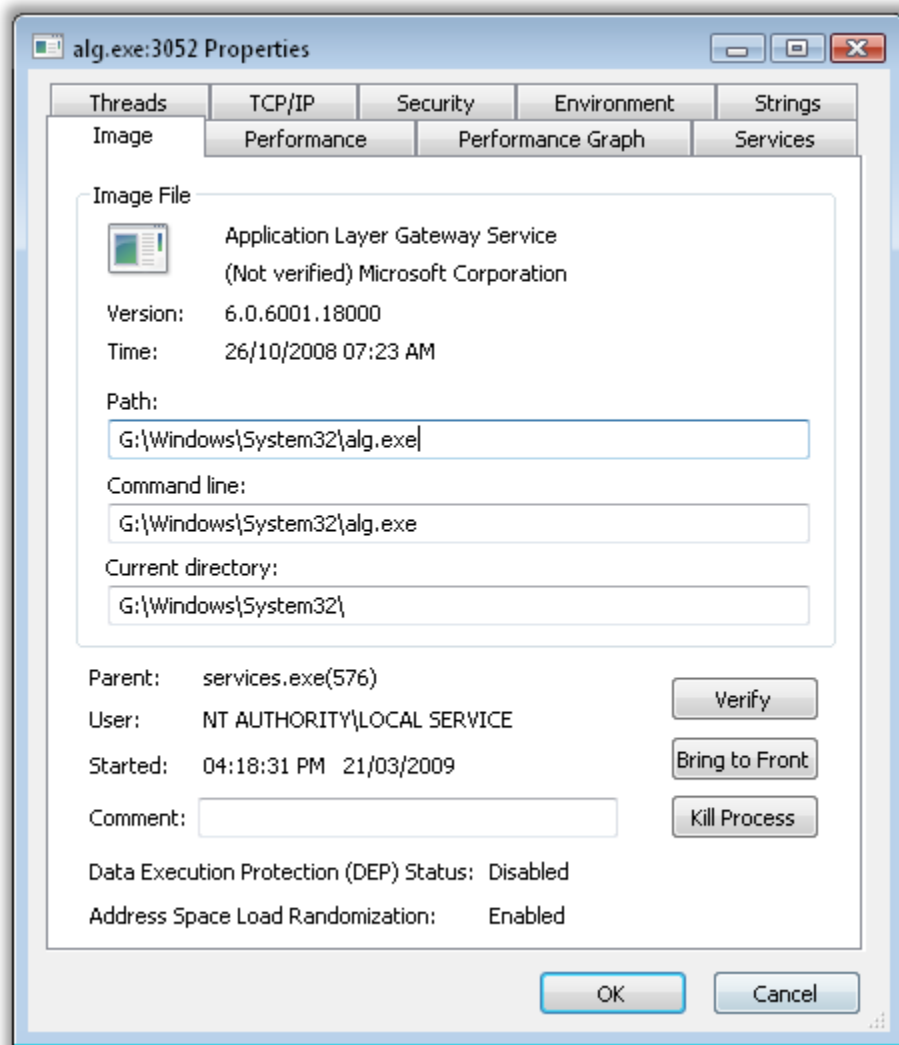 alg.exe:3052 Properties
Threads TCP/IP Security Environment Strings
Image Performance Performance Graph Services
Image File
Application Layer Gateway Service
(Not verified) Microsoft Corporation
Version: 6.0.6001.18000
Time: 26/10/2008 07:23 AM
Path:
G:\Windows\System32\alg.exe
Command line:
G:\Windows\System32\alg.exe
Current directory:
G:\Windows\System32\
Parent: services.exe(576)
Verify
User: NT AUTHORITY\LOCAL SERVICE
Started: 04:18:31 PM 21/03/2009
Bring to Front
Comment:
Kill Process
Data Execution Protection (DEP) Status: Disabled
Address Space Load Randomization: Enabled
OK Cancel